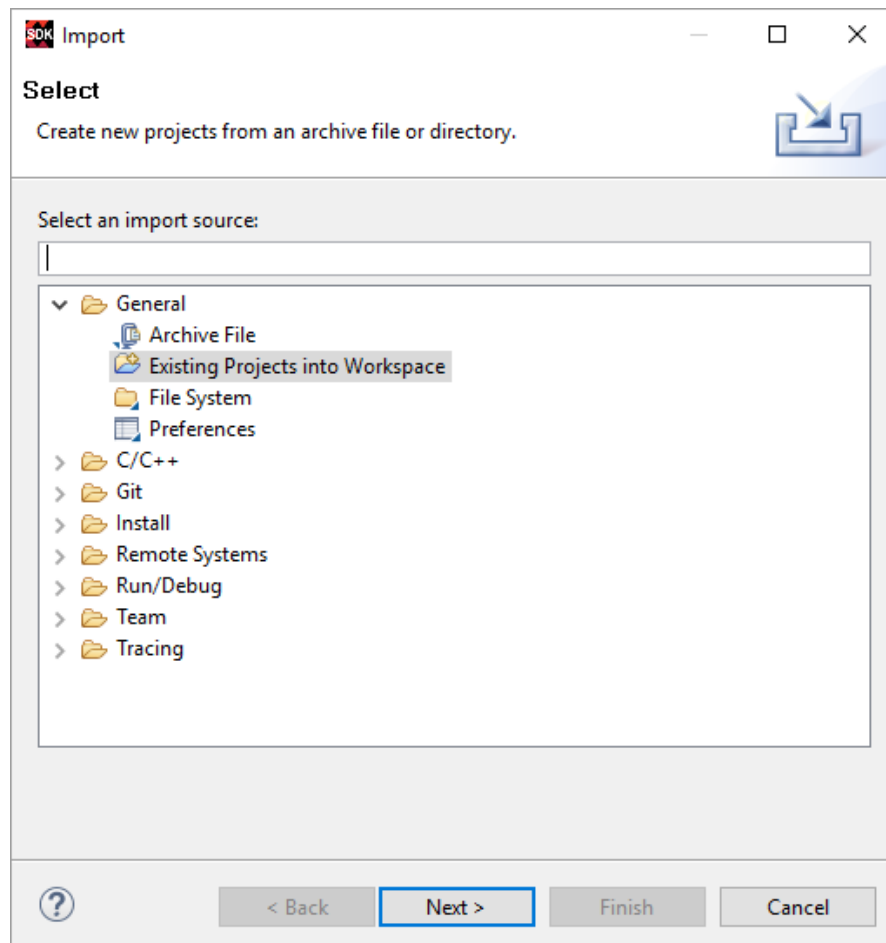 SDK Import
Select
Create new projects from an archive file or directory.
Select an import source:
General
Archive File
Existing Projects into Workspace
File System
Preferences
C/C++
Git
Install
Remote Systems
Run/Debug
Team
Tracing
? < Back Next > Finish Cancel